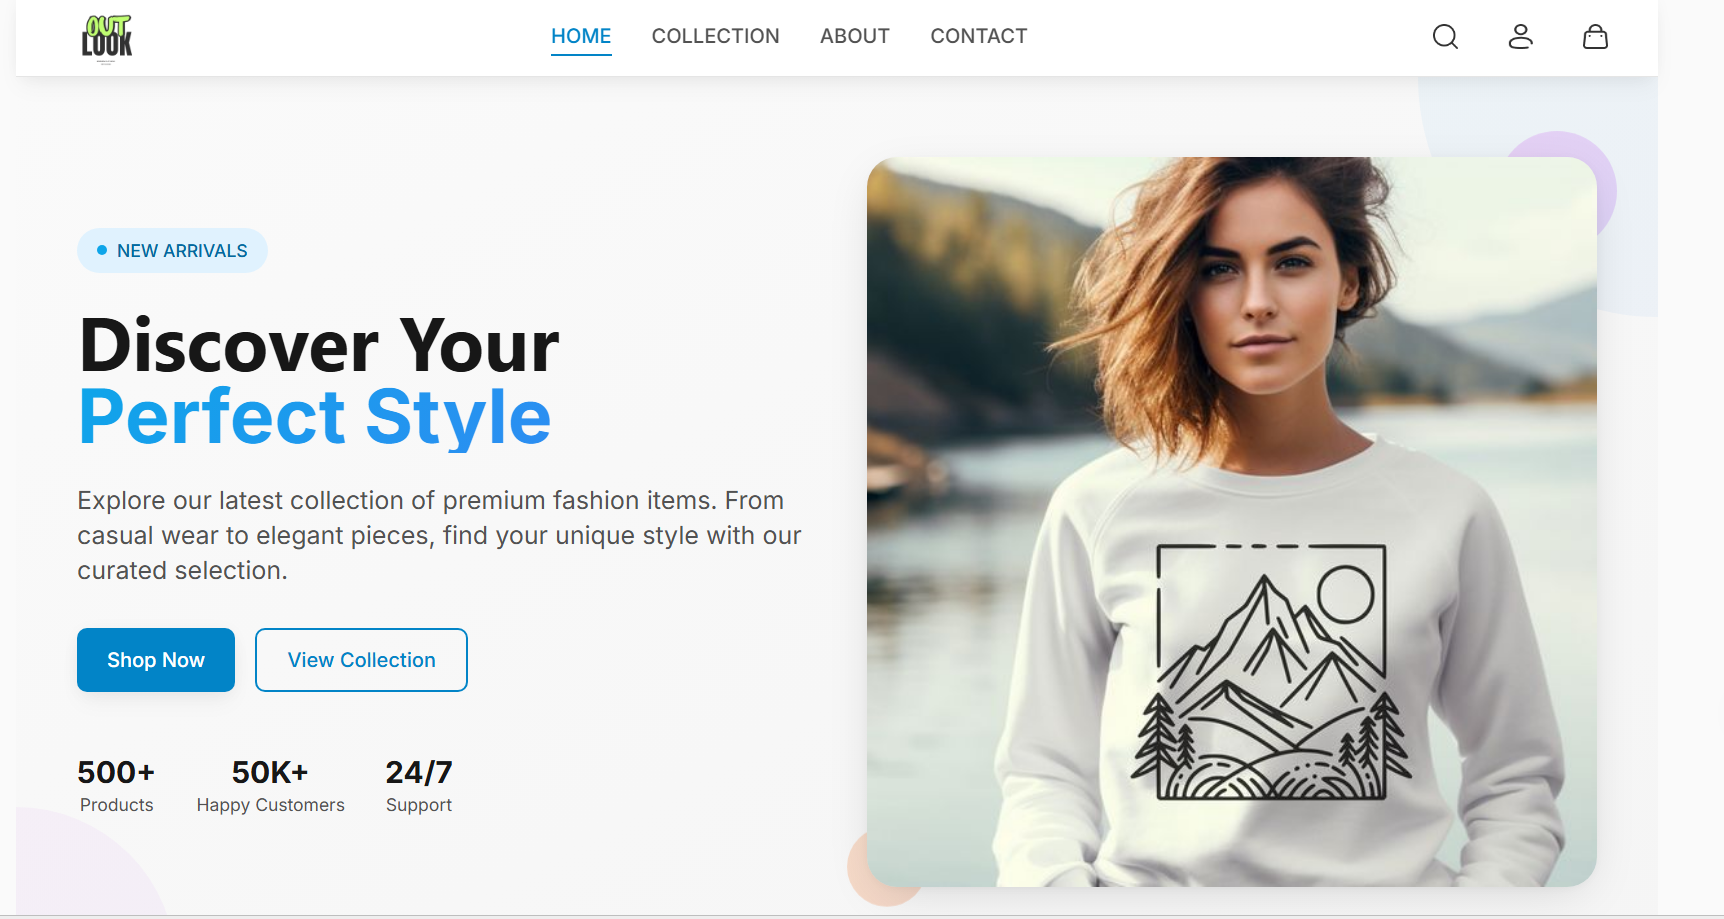 OUT
LOOK
HOME
COLLECTION
ABOUT
CONTACT
NEW ARRIVALS
Discover Your
Perfect Style
Explore our latest collection of premium fashion items. From
casual wear to elegant pieces, find your unique style with our
curated selection.
Shop Now
View Collection
500+
Products
50K+
Happy Customers
24/7
Support